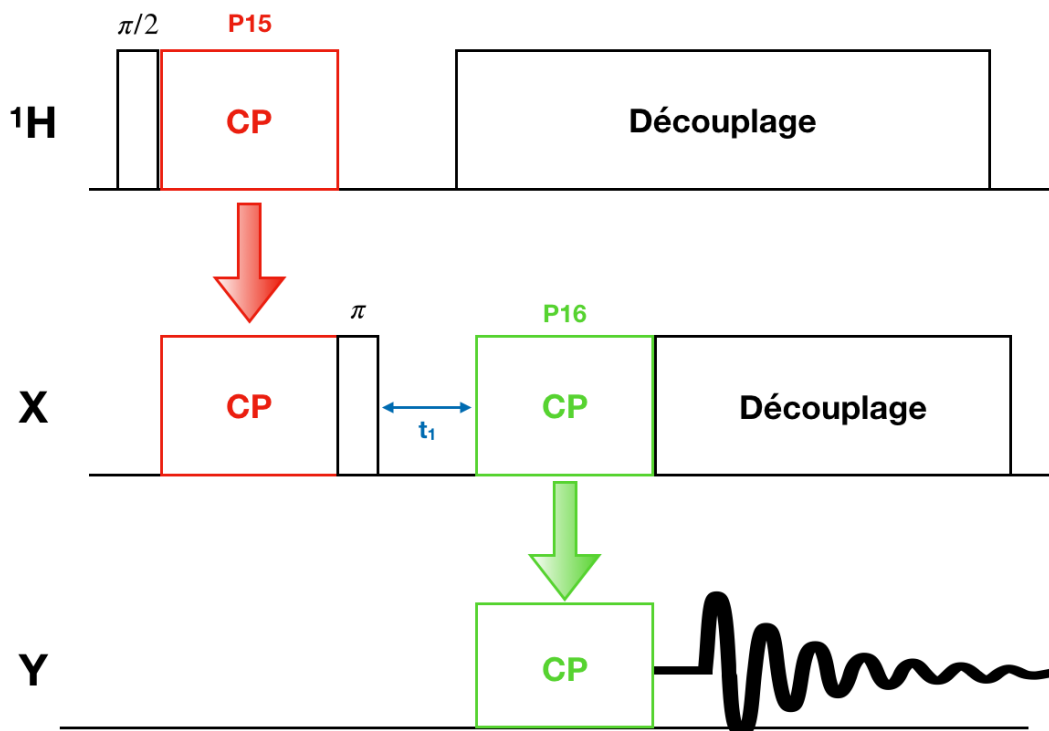 π/2 P15
¹H CP Découplage
π P16
X CP t₁ CP Découplage
Y CP